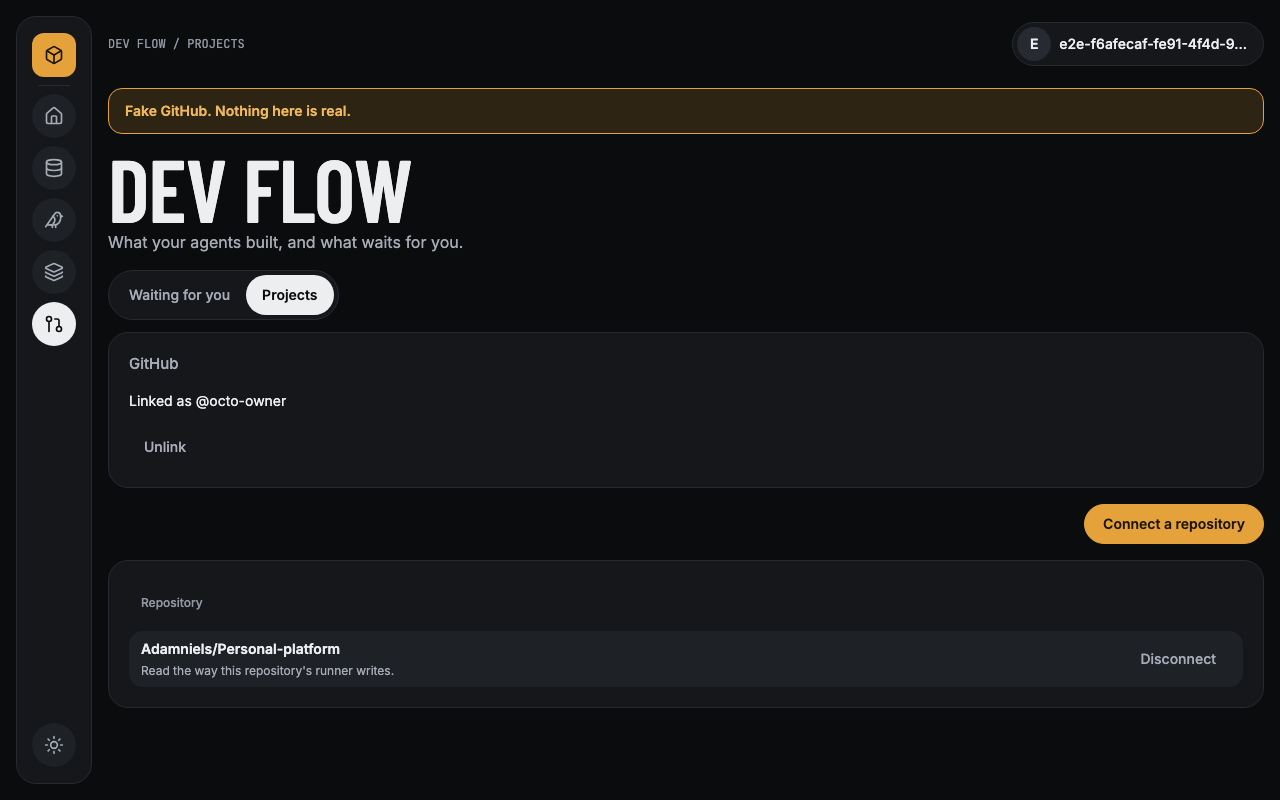 DEV FLOW / PROJECTS
E e2e-f6afecaf-fe91-4f4d-9...
Fake GitHub. Nothing here is real.
DEV FLOW
What your agents built, and what waits for you.
Waiting for you
Projects
GitHub
Linked as @octo-owner
Unlink
Connect a repository
Repository
Adamniels/Personal-platform
Read the way this repository's runner writes.
Disconnect